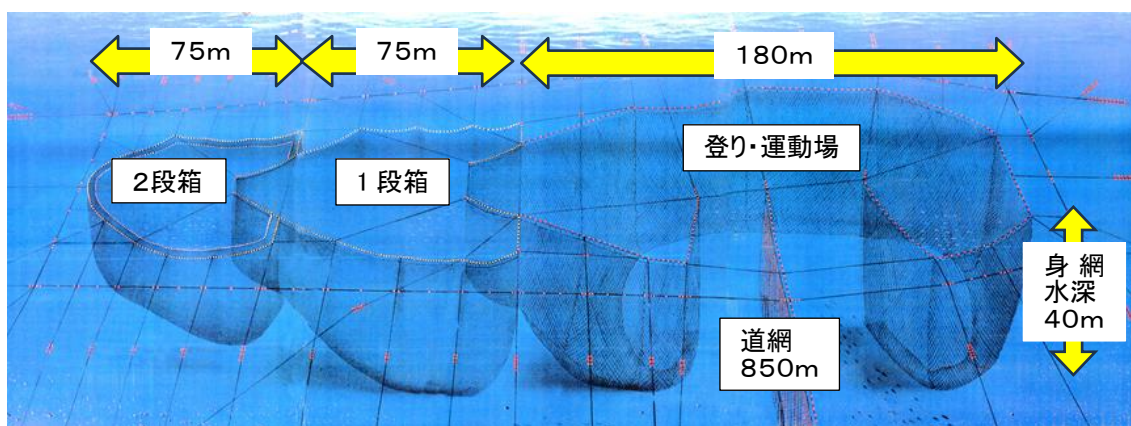 ７５ｍ
７５ｍ
１８０ｍ
登り・運動場
２段箱
１段箱
身 網
水深
４０ｍ
道網
８５０ｍ